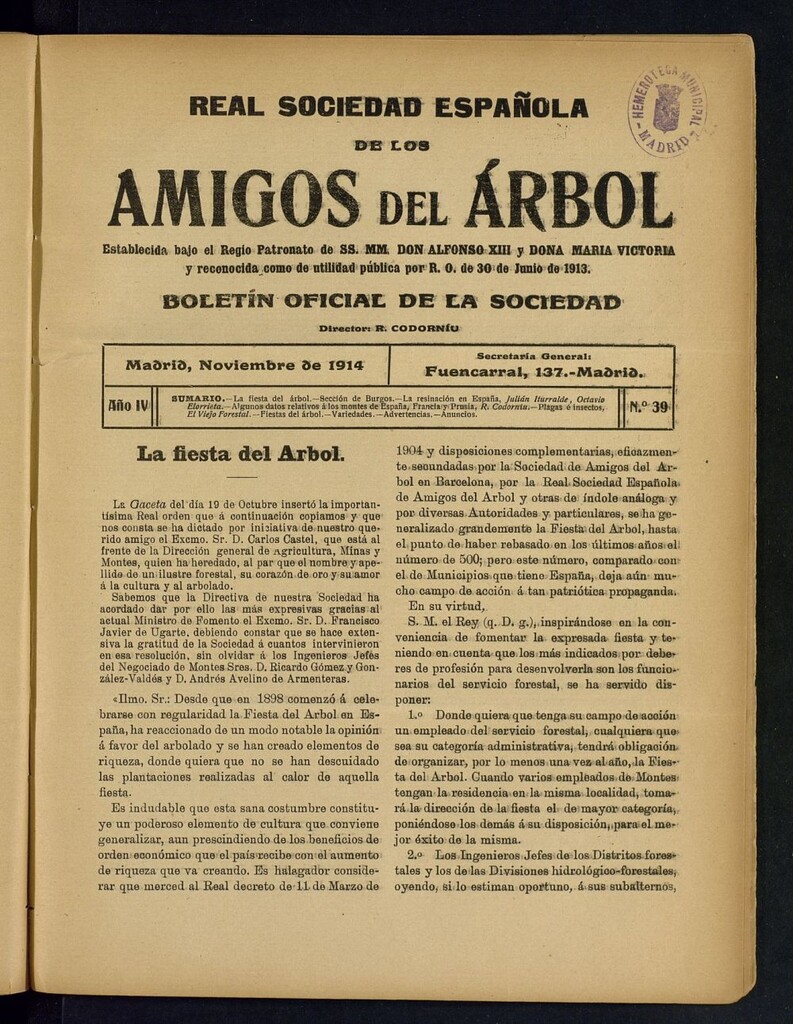 REAL SOCIEDAD ESPAÑOLA
DE LOS
AMIGOS DEL ÁRBOL
Establecida bajo el Regio Patronato de SS. MM. DON ALFONSO XIII y DONA MARIA VICTORIA
y reconocida como de utilidad pública por R. O. de 30 de Junio de 1913.
BOLETÍN OFICIAL DE LA SOCIEDAD
Director: R. CODORNÍU
HEMEROTECA MUNICIPAL
- MADRID -
Madrid, Noviembre de 1914
Secretaría General:
Fuencarral, 137.-Madrid.
Año IV
SUMARIO.—La fiesta del árbol.—Sección de Burgos.—La resinación en España, Julián Iturralde, Octavio
Elorrieta.—Algunos datos relativos á los montes de España, Francia y Prusia, R. Codorniu.—Plagas é insectos,
El Viejo Forestal.—Fiestas del árbol.—Variedades.—Advertencias.—Anuncios.
N.º 39
La fiesta del Arbol.
La Gaceta del día 19 de Octubre insertó la importan-
tísima Real orden que á continuación copiamos y que
nos consta se ha dictado por iniciativa de nuestro que-
rido amigo el Excmo. Sr. D. Carlos Castel, que está al
frente de la Dirección general de Agricultura, Minas y
Montes, quien ha heredado, al par que el nombre y ape-
llido de un ilustre forestal, su corazón de oro y su amor
á la cultura y al arbolado.
Sabemos que la Directiva de nuestra Sociedad ha
acordado dar por ello las más expresivas gracias al
actual Ministro de Fomento el Excmo. Sr. D. Francisco
Javier de Ugarte, debiendo constar que se hace exten-
siva la gratitud de la Sociedad á cuantos intervinieron
en esa resolución, sin olvidar á los Ingenieros Jefes
del Negociado de Montes Sres. D. Ricardo Gómez y Gon-
zález-Valdés y D. Andrés Avelino de Armenteras.
«Ilmo. Sr.: Desde que en 1898 comenzó á cele-
brarse con regularidad la Fiesta del Arbol en Es-
paña, ha reaccionado de un modo notable la opinión
á favor del arbolado y se han creado elementos de
riqueza, donde quiera que no se han descuidado
las plantaciones realizadas al calor de aquella
fiesta.
Es indudable que esta sana costumbre constitu-
ye un poderoso elemento de cultura que conviene
generalizar, aun prescindiendo de los beneficios de
orden económico que el país recibe con el aumento
de riqueza que va creando. Es halagador conside-
rar que merced al Real decreto de 11 de Marzo de
1904 y disposiciones complementarias, eficazmen-
te secundadas por la Sociedad de Amigos del Ar-
bol en Barcelona, por la Real Sociedad Española
de Amigos del Arbol y otras de índole análoga y
por diversas Autoridades y particulares, se ha ge-
neralizado grandemente la Fiesta del Arbol, hasta
el punto de haber rebasado en los últimos años el
número de 500; pero este número, comparado con
el de Municipios que tiene España, deja aún mu-
cho campo de acción á tan patriótica propaganda.
En su virtud,
S. M. el Rey (q. D. g.), inspirándose en la con-
veniencia de fomentar la expresada fiesta y te-
niendo en cuenta que los más indicados por debe-
res de profesión para desenvolverla son los funcio-
narios del servicio forestal, se ha servido dis-
poner:
1.º Donde quiera que tenga su campo de acción
un empleado del servicio forestal, cualquiera que
sea su categoría administrativa, tendrá obligación
de organizar, por lo menos una vez al año, la Fies-
ta del Arbol. Cuando varios empleados de Montes
tengan la residencia en la misma localidad, toma-
rá la dirección de la fiesta el de mayor categoría,
poniéndose los demás á su disposición, para el me-
jor éxito de la misma.
2.º Los Ingenieros Jefes de los Distritos fores-
tales y los de las Divisiones hidrológico-forestales,
oyendo, si lo estiman oportuno, á sus subalternos,